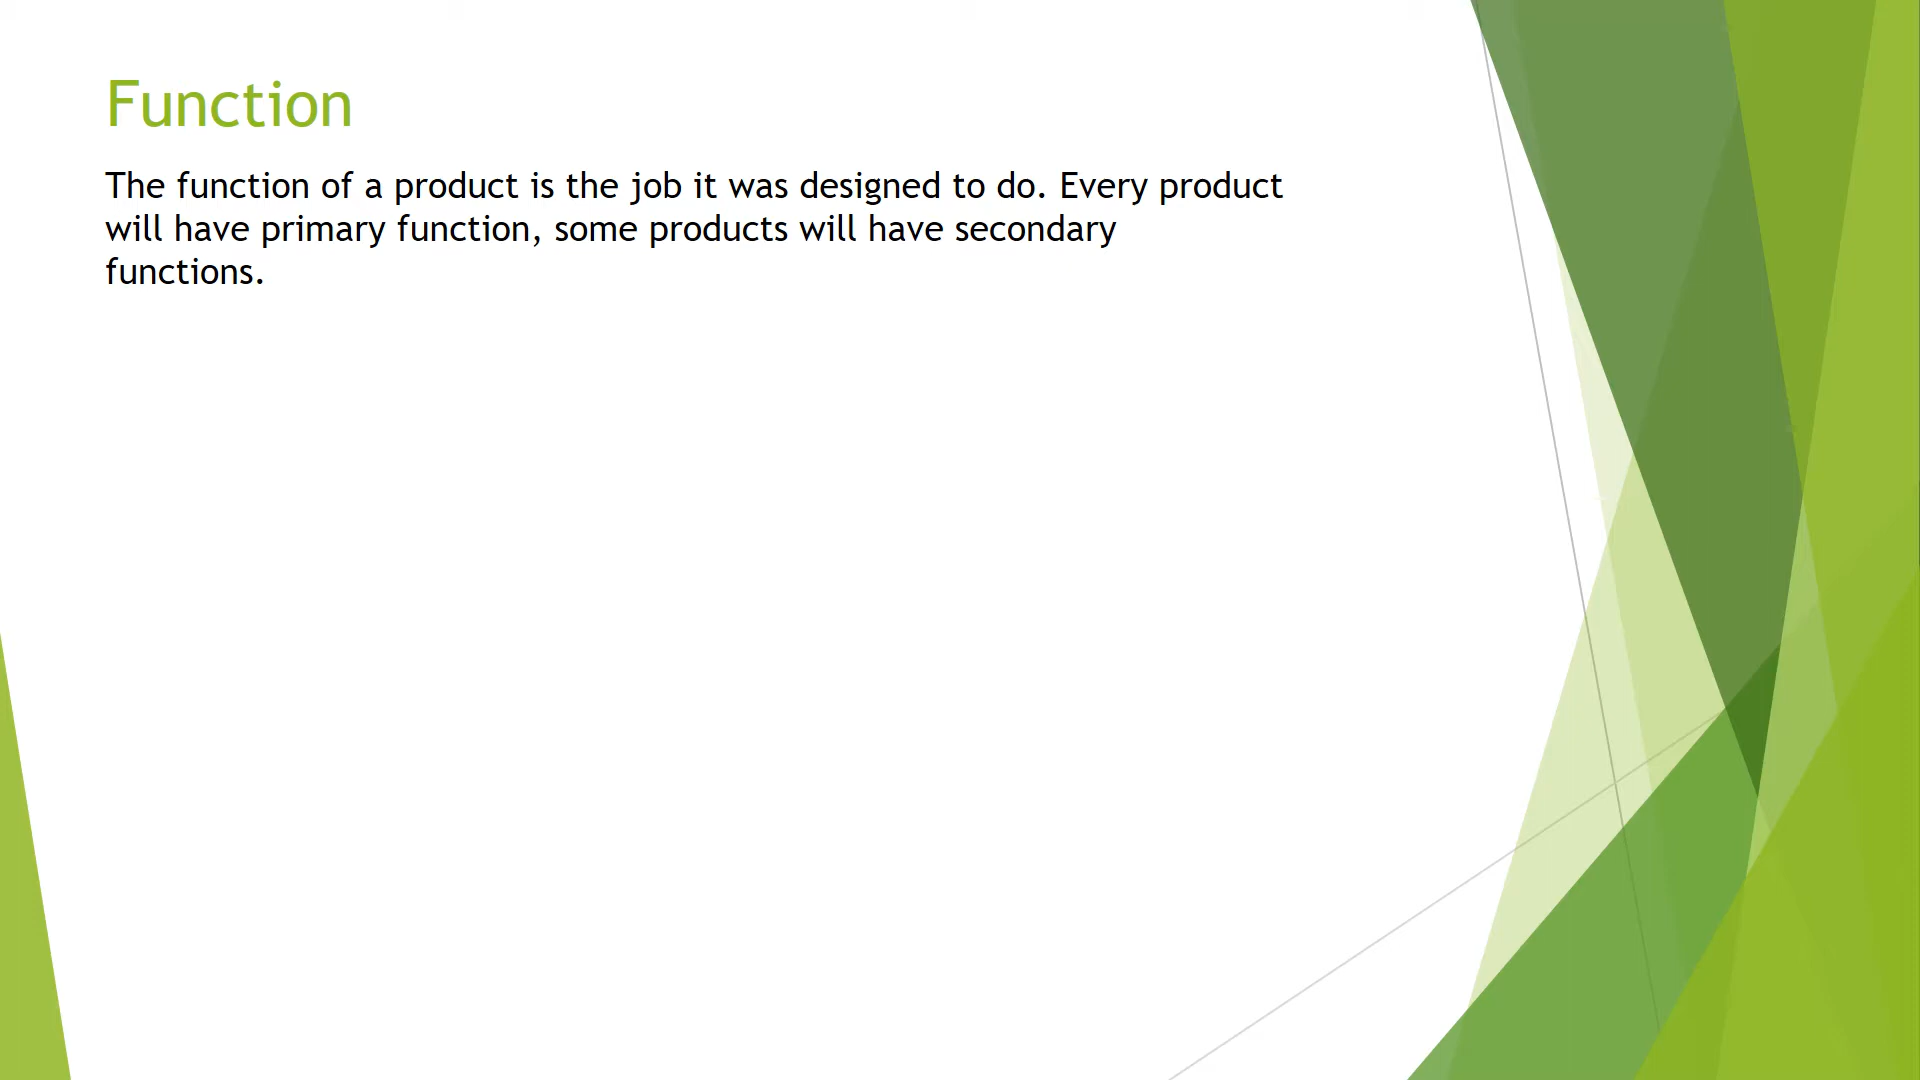 Function
The function of a product is the job it was designed to do. Every product
will have primary function, some products will have secondary
functions.